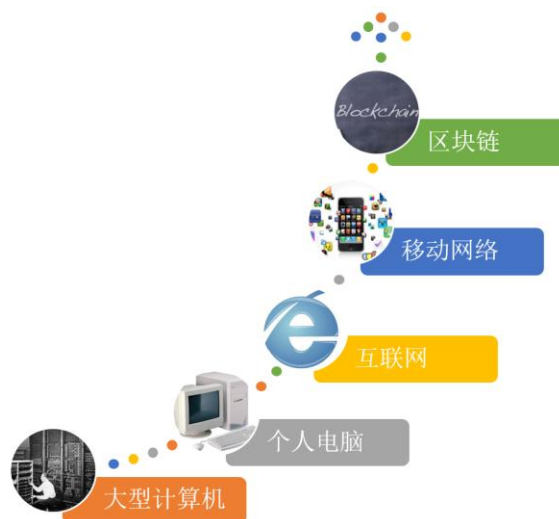 Blockchain
区块链
移动网络
互联网
个人电脑
大型计算机